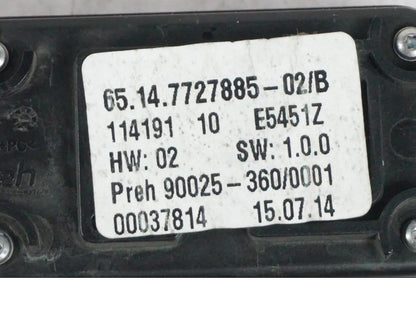 65.14.7727885-02/B
114191 10 E5451Z
HW: 02 SW: 1.0.0
Preh 90025-360/0001
00037814 15.07.14